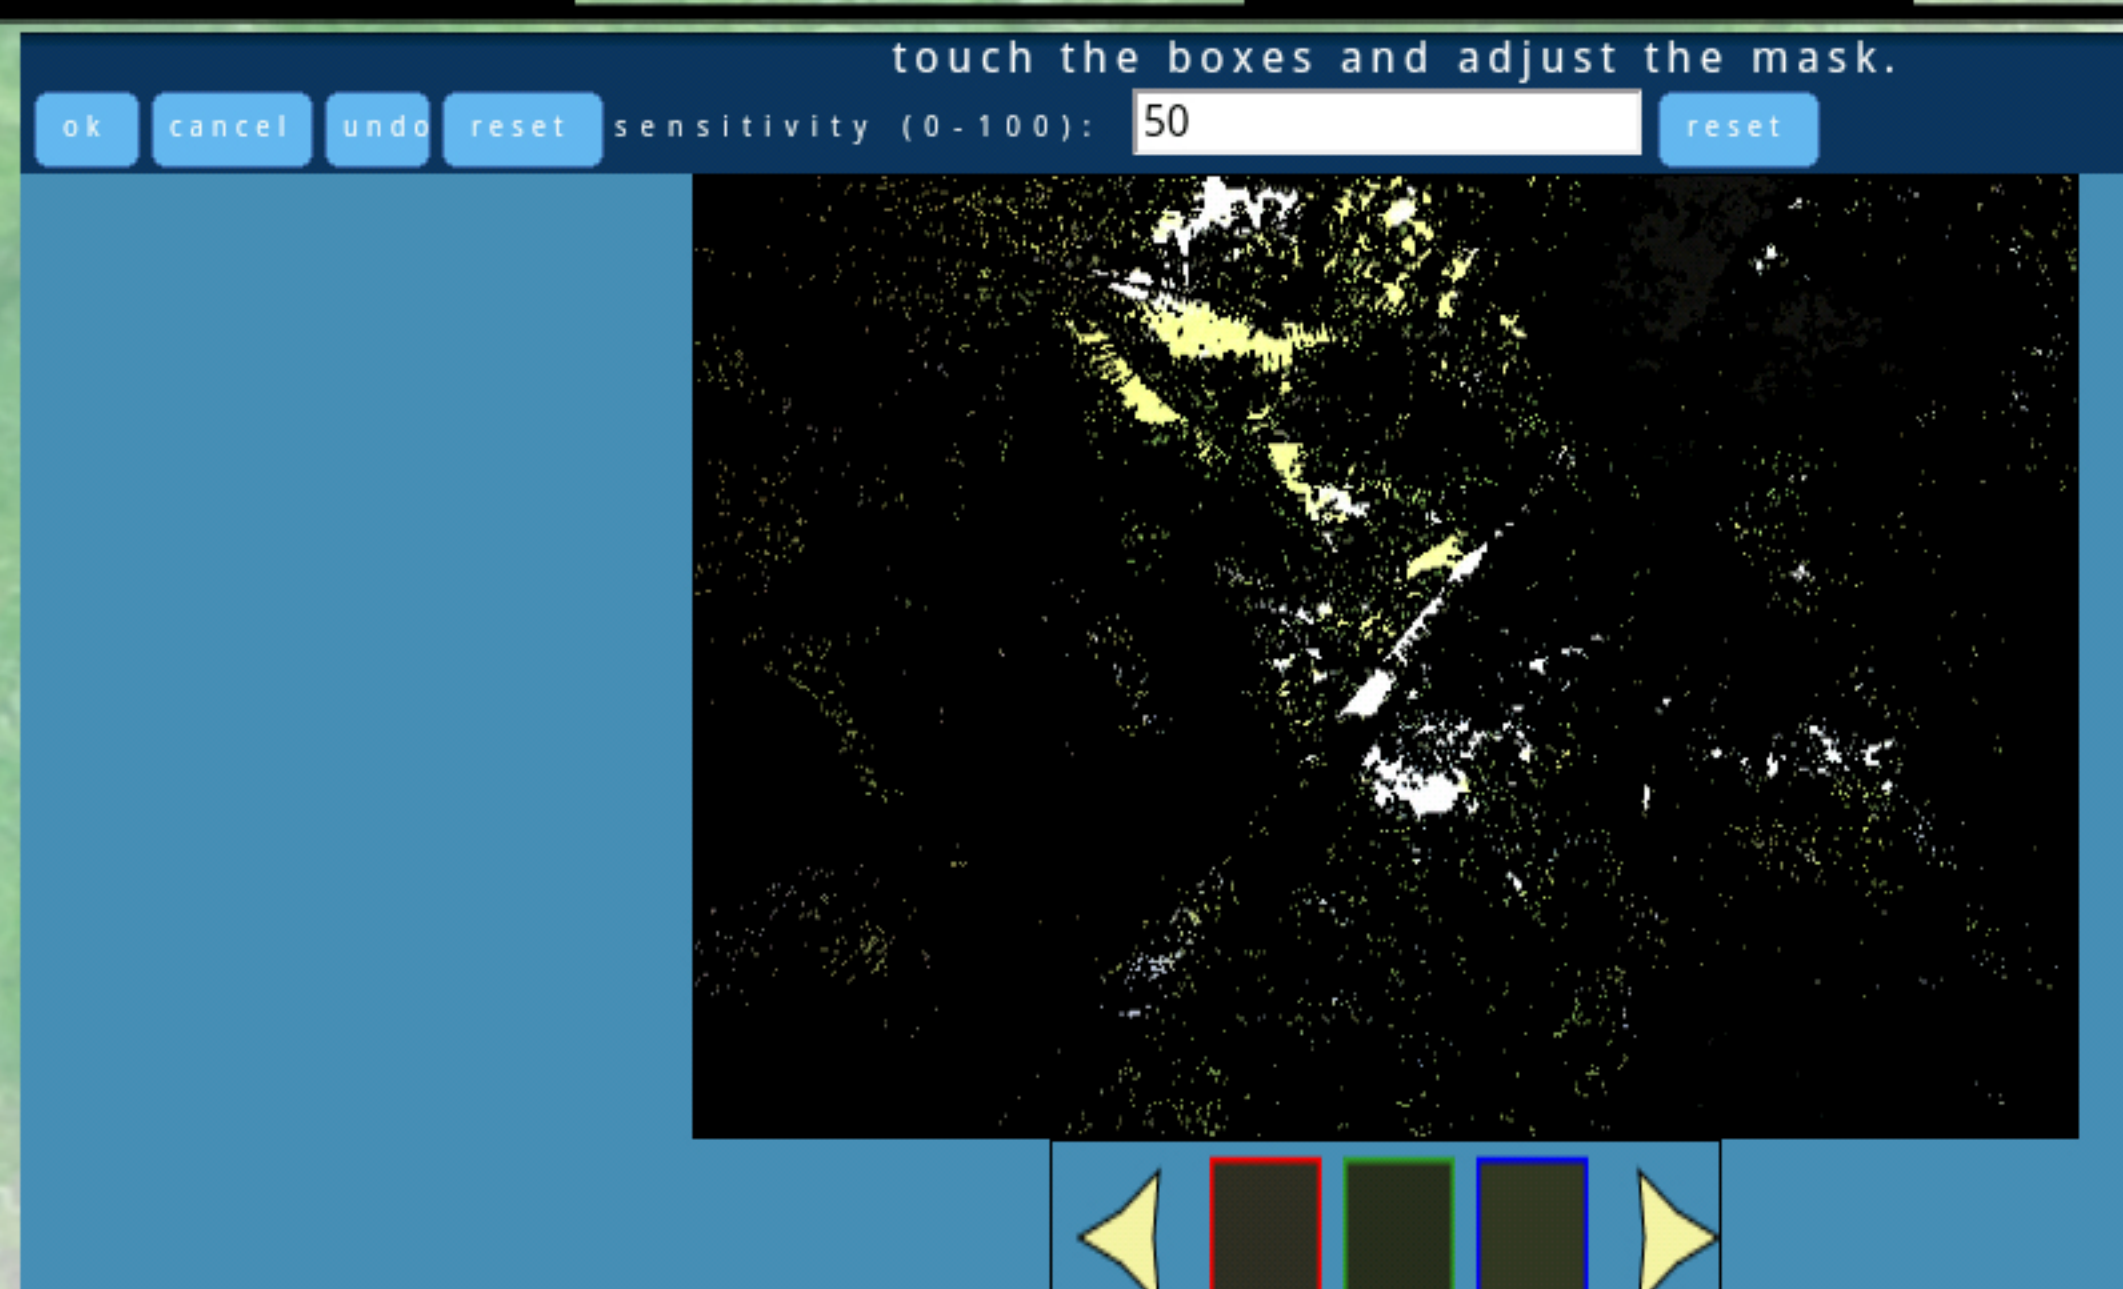 touch the boxes and adjust the mask.
ok cancel undo reset sensitivity (0-100): 50 reset